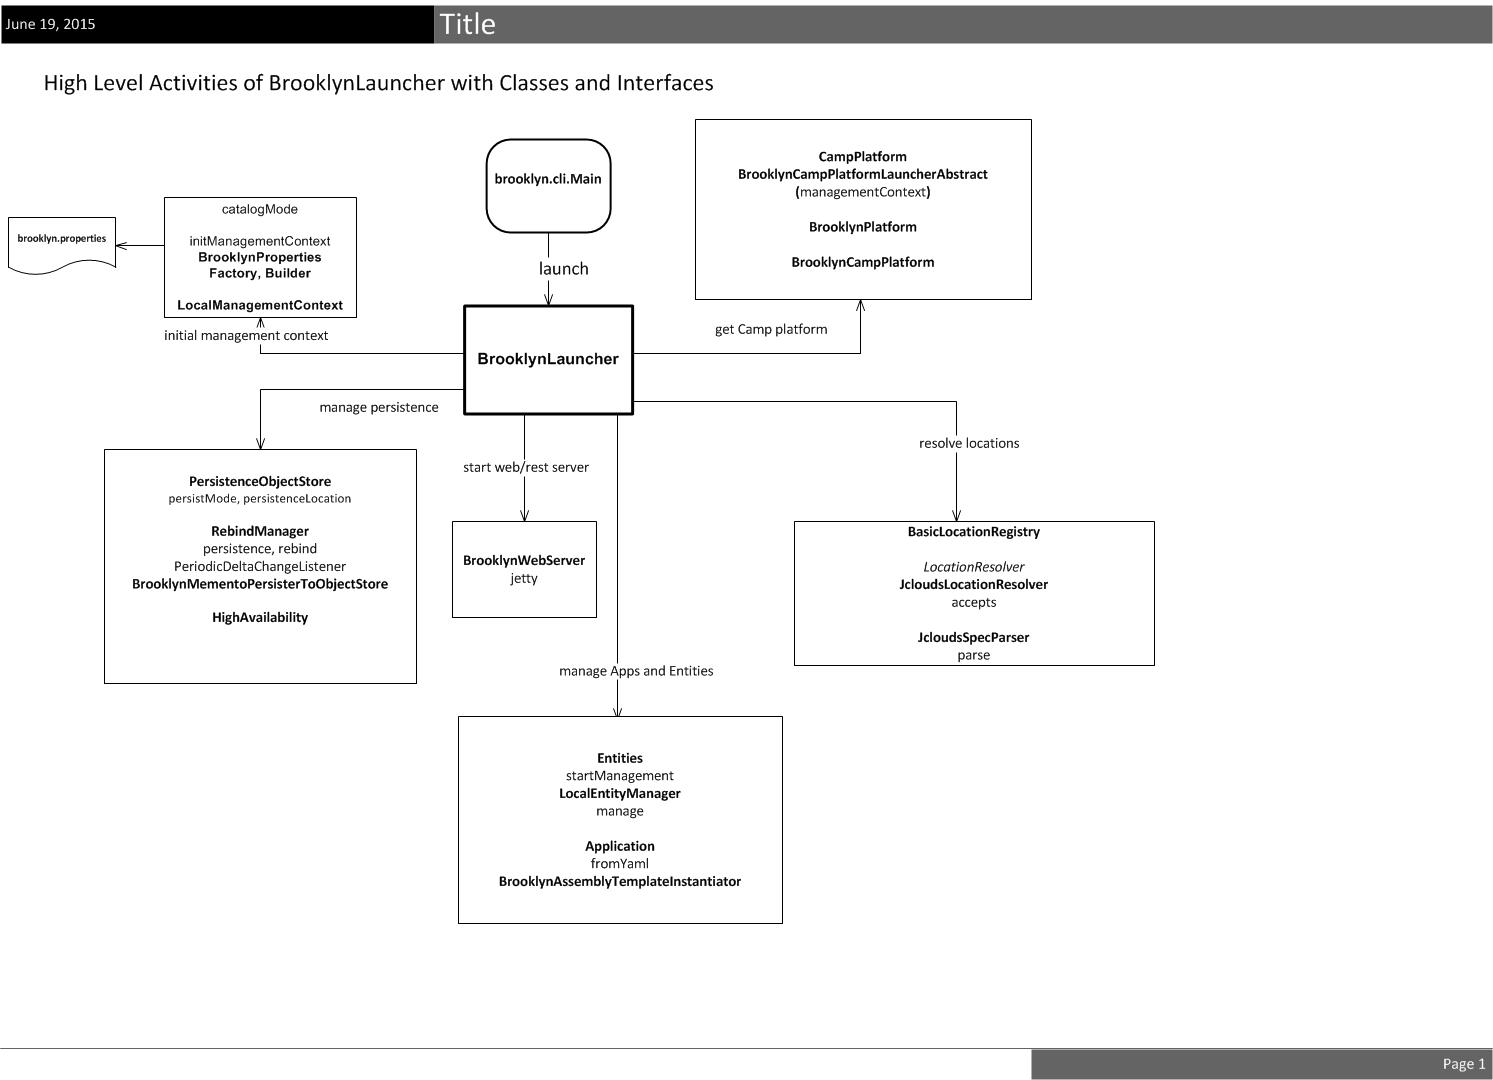 June 19, 2015
Title
High Level Activities of BrooklynLauncher with Classes and Interfaces
brooklyn.cli.Main
launch
CampPlatform
BrooklynCampPlatformLauncherAbstract
(managementContext)
BrooklynPlatform
BrooklynCampPlatform
brooklyn.properties
catalogMode
initManagementContext
BrooklynProperties
Factory, Builder
LocalManagementContext
initial management context
get Camp platform
BrooklynLauncher
manage persistence
resolve locations
start web/rest server
PersistenceObjectStore
persistMode, persistenceLocation
RebindManager
persistence, rebind
PeriodicDeltaChangeListener
BrooklynMementoPersisterToObjectStore
HighAvailability
BrooklynWebServer
jetty
BasicLocationRegistry
LocationResolver
JcloudsLocationResolver
accepts
JcloudsSpecParser
parse
manage Apps and Entities
Entities
startManagement
LocalEntityManager
manage
Application
fromYaml
BrooklynAssemblyTemplateInstantiator
Page 1